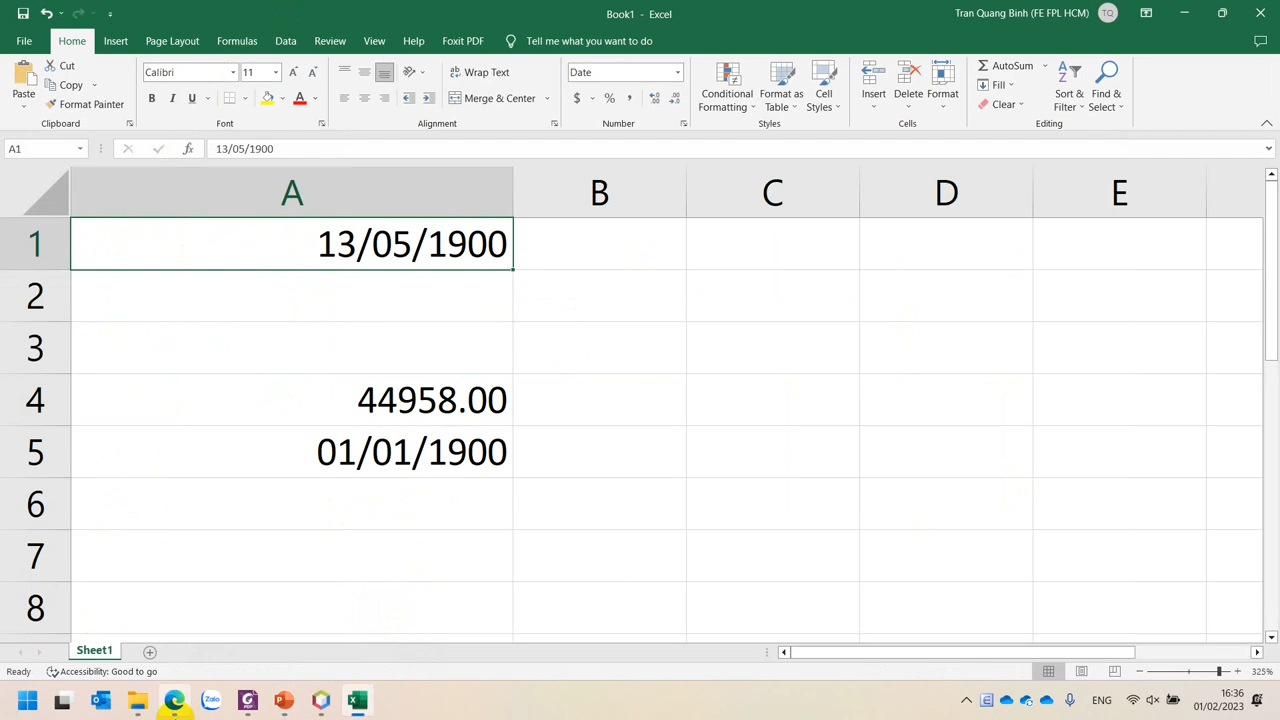 Book1 - Excel
Tran Quang Binh (FE FPL HCM) TQ
File Home Insert Page Layout Formulas Data Review View Help Foxit PDF Tell me what you want to do
Paste Cut Copy Format Painter
Calibri 11
B I U A
Wrap Text
Merge & Center
Date
$ % ,
Conditional Formatting Format as Table Cell Styles
Insert Delete Format
AutoSum Fill Clear
Sort & Filter Find & Select
Clipboard Font Alignment Number Styles Cells Editing
A1 fx 13/05/1900
A B C D E
1 13/05/1900
2
3
4 44958.00
5 01/01/1900
6
7
8
Sheet1
Ready Accessibility: Good to go 325%
Zalo ENG 16:36
01/02/2023